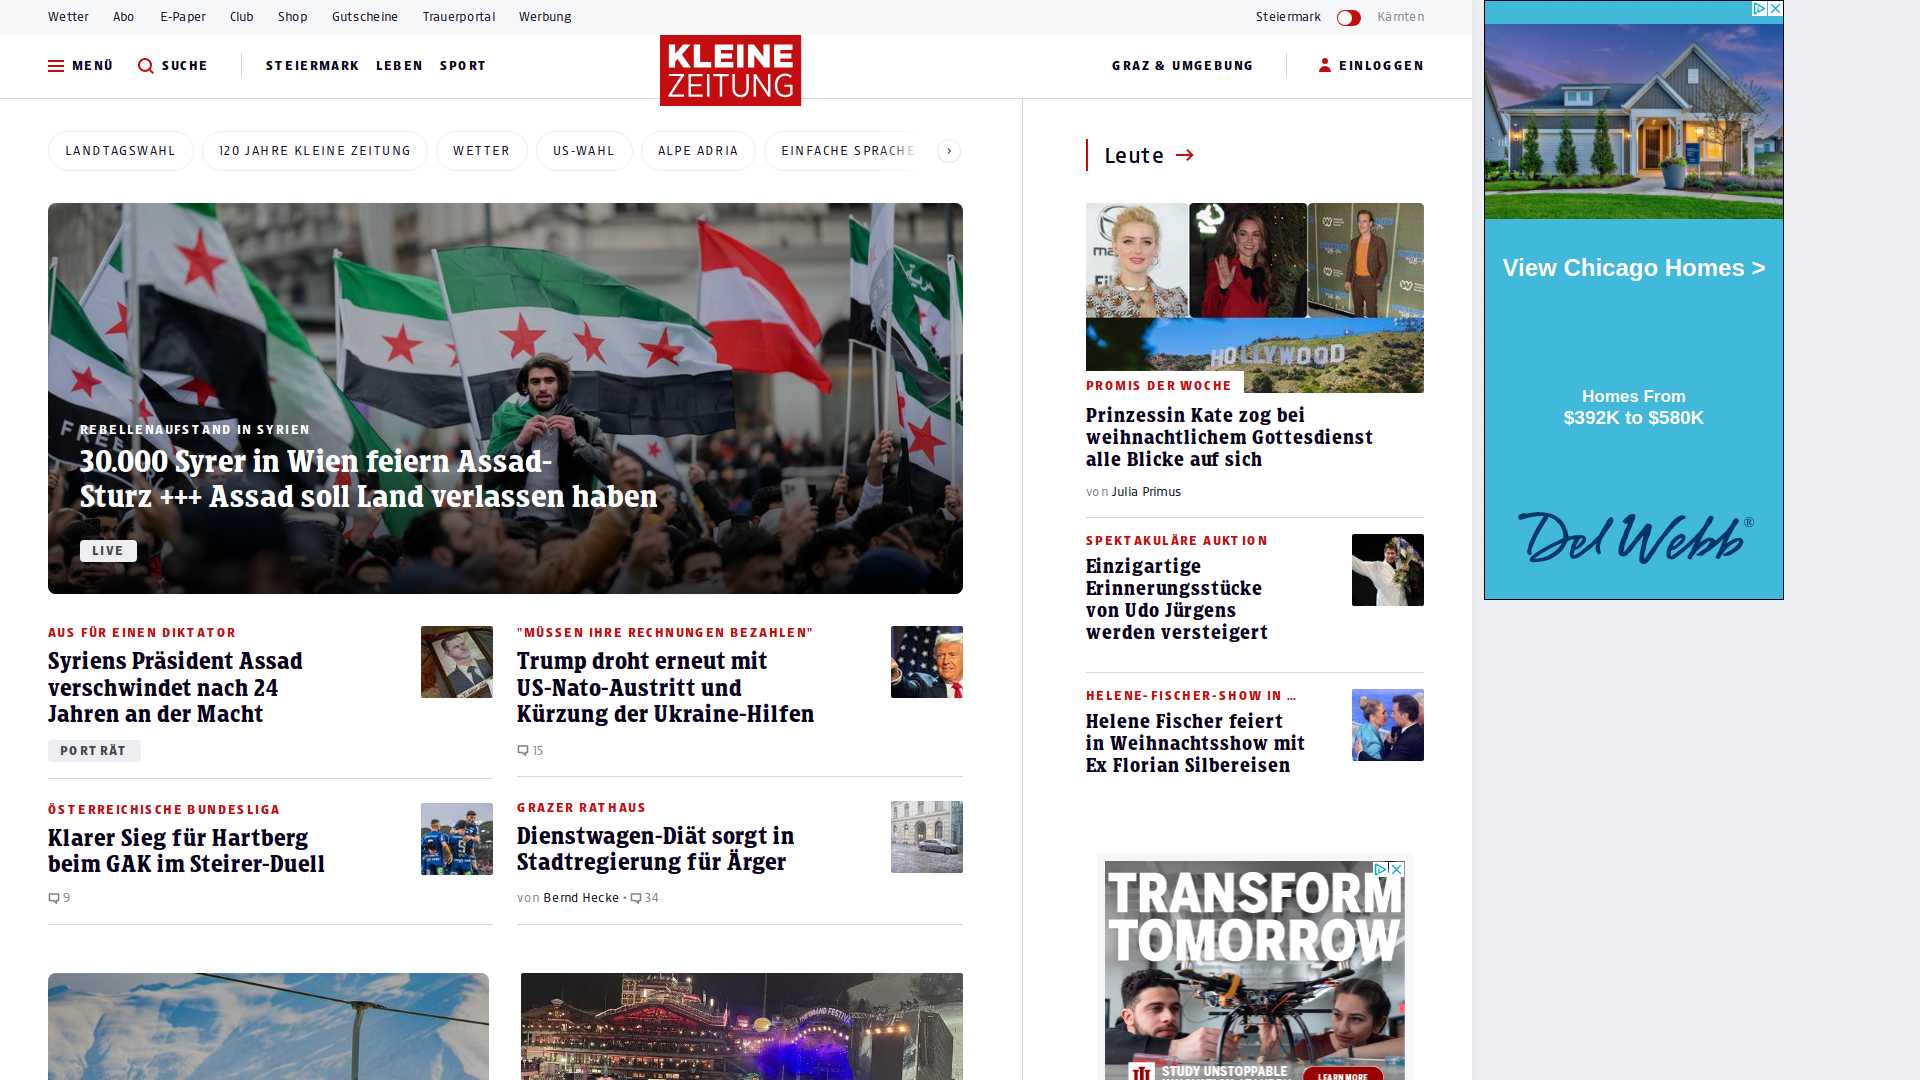 Wetter Abo E-Paper Club Shop Gutscheine Trauerportal Werbung
Steiermark Kärnten
MENÜ SUCHE STEIERMARK LEBEN SPORT
KLEINE
ZEITUNG
GRAZ & UMGEBUNG EINLOGGEN
LANDTAGSWAHL 120 JAHRE KLEINE ZEITUNG WETTER US-WAHL ALPE ADRIA EINFACHE SPRACHE
REBELLENAUFSTAND IN SYRIEN
30.000 Syrer in Wien feiern Assad-
Sturz +++ Assad soll Land verlassen haben
LIVE
AUS FÜR EINEN DIKTATOR
Syriens Präsident Assad
verschwindet nach 24
Jahren an der Macht
PORTRÄT
"MÜSSEN IHRE RECHNUNGEN BEZAHLEN"
Trump droht erneut mit
US-Nato-Austritt und
Kürzung der Ukraine-Hilfen
15
ÖSTERREICHISCHE BUNDESLIGA
Klarer Sieg für Hartberg
beim GAK im Steirer-Duell
9
GRAZER RATHAUS
Dienstwagen-Diät sorgt in
Stadtregierung für Ärger
von Bernd Hecke • 34
Leute
HOLLYWOOD
PROMIS DER WOCHE
Prinzessin Kate zog bei
weihnachtlichem Gottesdienst
alle Blicke auf sich
von Julia Primus
SPEKTAKULÄRE AUKTION
Einzigartige
Erinnerungsstücke
von Udo Jürgens
werden versteigert
HELENE-FISCHER-SHOW IN ...
Helene Fischer feiert
in Weihnachtsshow mit
Ex Florian Silbereisen
TRANSFORM
TOMORROW
STUDY UNSTOPPABLE
LEARN MORE
View Chicago Homes >
Homes From
$392K to $580K
Del Webb®